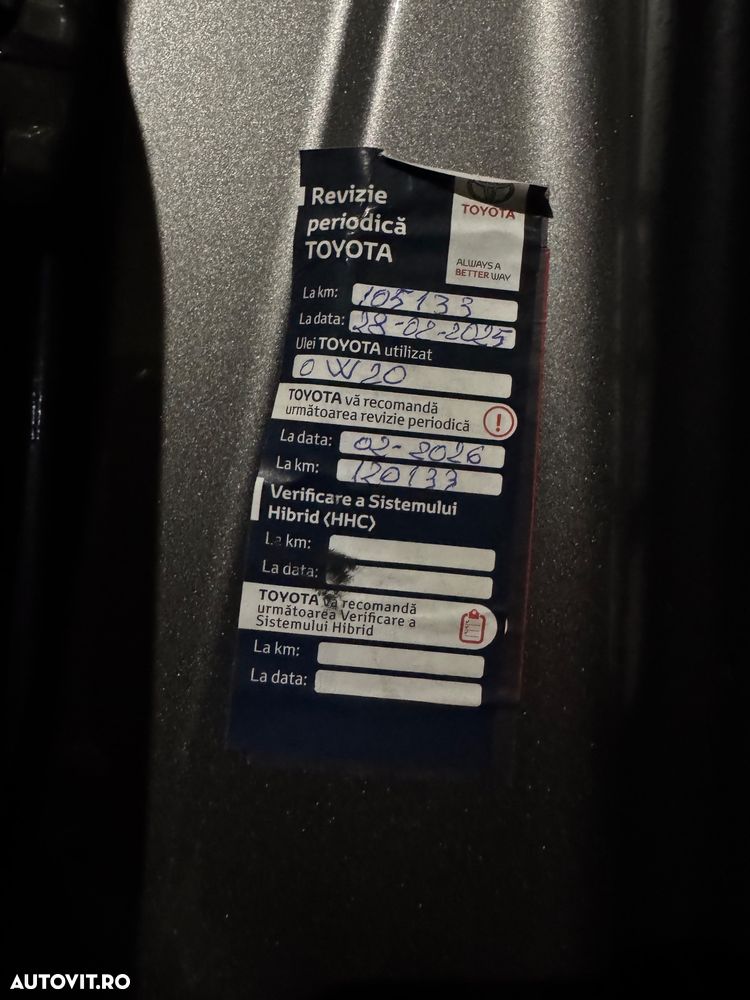 Revizie
periodică
TOYOTA
TOYOTA
ALWAYS A
BETTER WAY
La km: 105133
La data: 28-02-2025
Ulei TOYOTA utilizat
0W20
TOYOTA vă recomandă
următoarea revizie periodică
La data: 02-2026
La km: 120133
Verificare a Sistemului
Hibrid (HHC)
La km:
La data:
TOYOTA vă recomandă
următoarea Verificare a
Sistemului Hibrid
La km:
La data:
AUTOVIT.RO